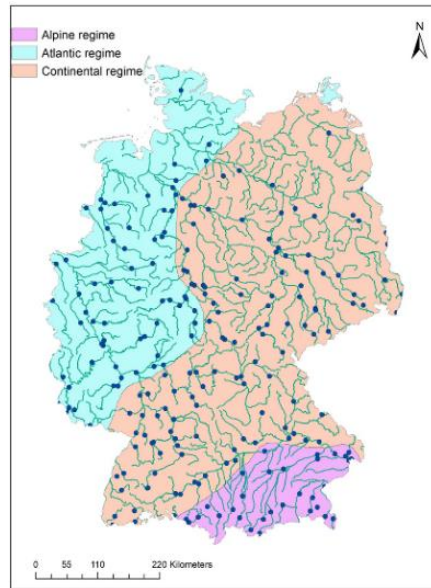 Alpine regime
Atlantic regime
Continental regime
N
0 55 110 220 Kilometers